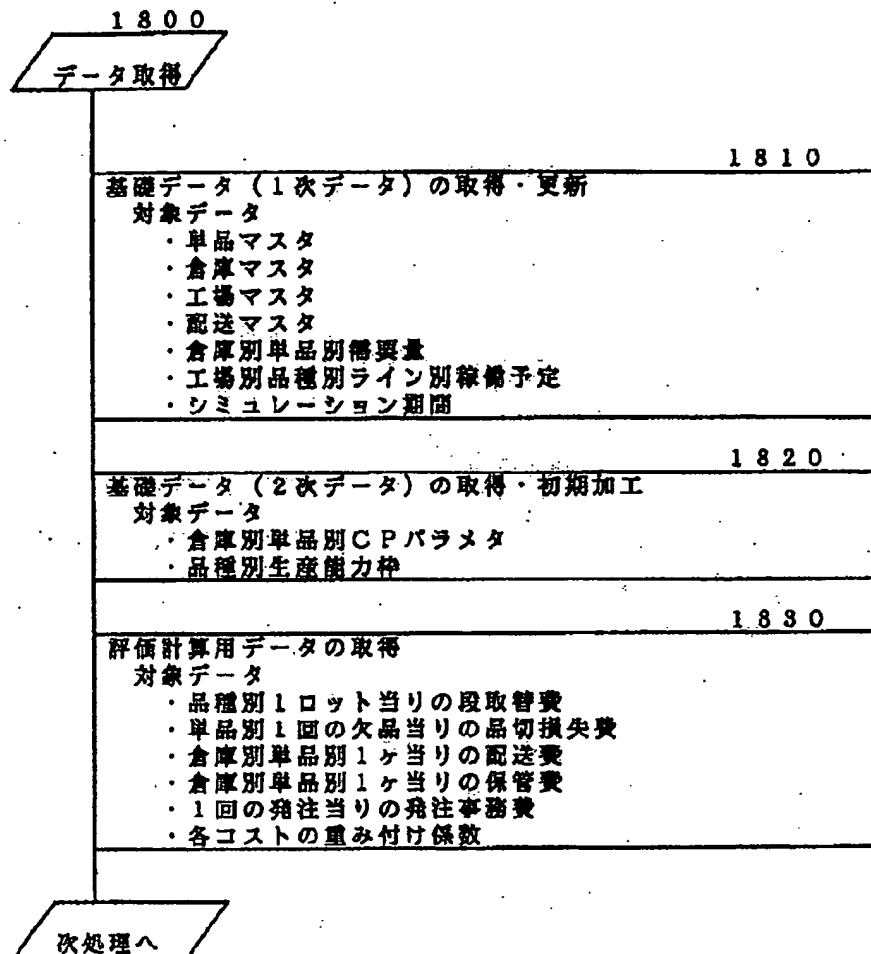 1800
データ取得
1810
基礎データ(1次データ)の取得・更新
対象データ
・単品マスタ
・倉庫マスタ
・工場マスタ
・配送マスタ
・倉庫別単品別需要量
・工場別品種別ライン別稼働予定
・シミュレーション期間
1820
基礎データ(2次データ)の取得・初期加工
対象データ
・倉庫別単品別CPパラメタ
・品種別生産能力枠
1830
評価計算用データの取得
対象データ
・品種別1ロット当りの段取替費
・単品別1回の欠品当りの品切損失費
・倉庫別単品別1ヶ当りの配送費
・倉庫別単品別1ヶ当りの保管費
・1回の発注当りの発注事務費
・各コストの重み付け係数
次処理へ